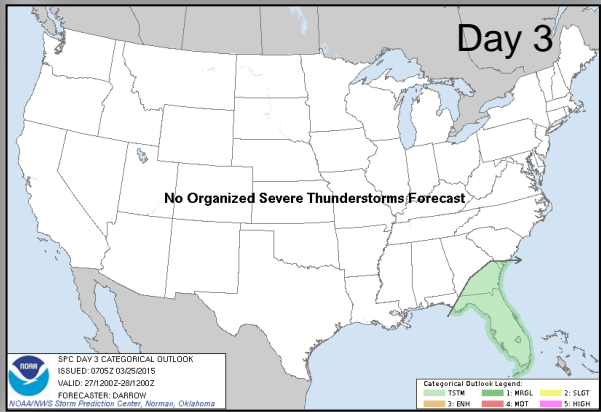 Day 3
No Organized Severe Thunderstorms Forecast
NOAA
SPC DAY 3 CATEGORICAL OUTLOOK
ISSUED: 0705Z 03/25/2015
VALID: 27/1200Z-28/1200Z
FORECASTER: DARROW
NOAA/NWS Storm Prediction Center, Norman, Oklahoma
Categorical Outlook Legend:
TSTM 1: MRGL 2: SLGT
3: ENH 4: MDT 5: HIGH